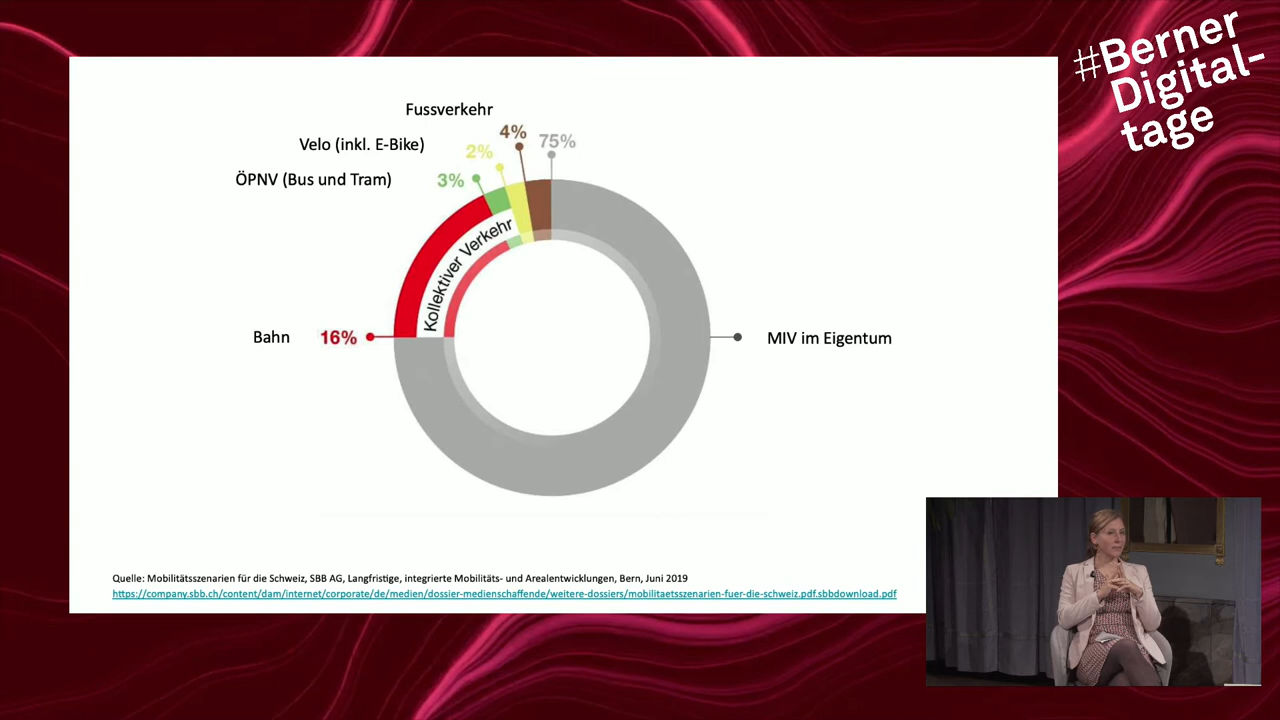 #Berner
Digital-
tage
Fussverkehr
4%
75%
Velo (inkl. E-Bike)
2%
ÖPNV (Bus und Tram)
3%
Kollektiver Verkehr
Bahn
16%
MIV im Eigentum
Quelle: Mobilitätsszenarien für die Schweiz, SBB AG, Langfristige, integrierte Mobilitäts- und Arealentwicklungen, Bern, Juni 2019
https://company.sbb.ch/content/dam/internet/corporate/de/medien/dossier-medienschaffende/weitere-dossiers/mobilitaetsszenarien-fuer-die-schweiz.pdf.sbbdownload.pdf